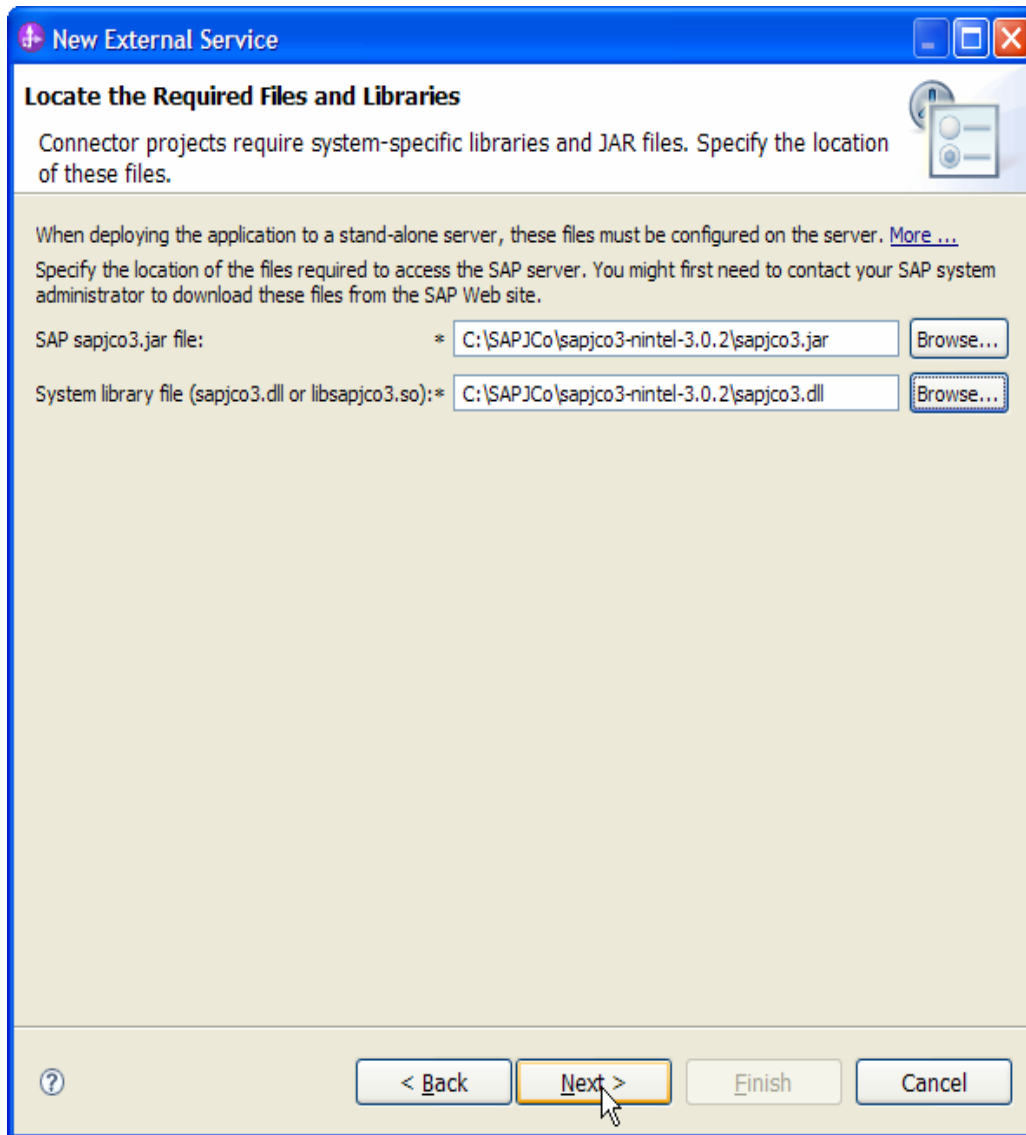 New External Service
Locate the Required Files and Libraries
Connector projects require system-specific libraries and JAR files. Specify the location
of these files.
When deploying the application to a stand-alone server, these files must be configured on the server. More ...
Specify the location of the files required to access the SAP server. You might first need to contact your SAP system
administrator to download these files from the SAP Web site.
SAP sapjco3.jar file: * C:\SAPJCo\sapjco3-nintel-3.0.2\sapjco3.jar Browse...
System library file (sapjco3.dll or libsapjco3.so):* C:\SAPJCo\sapjco3-nintel-3.0.2\sapjco3.dll Browse...
? < Back Next > Finish Cancel